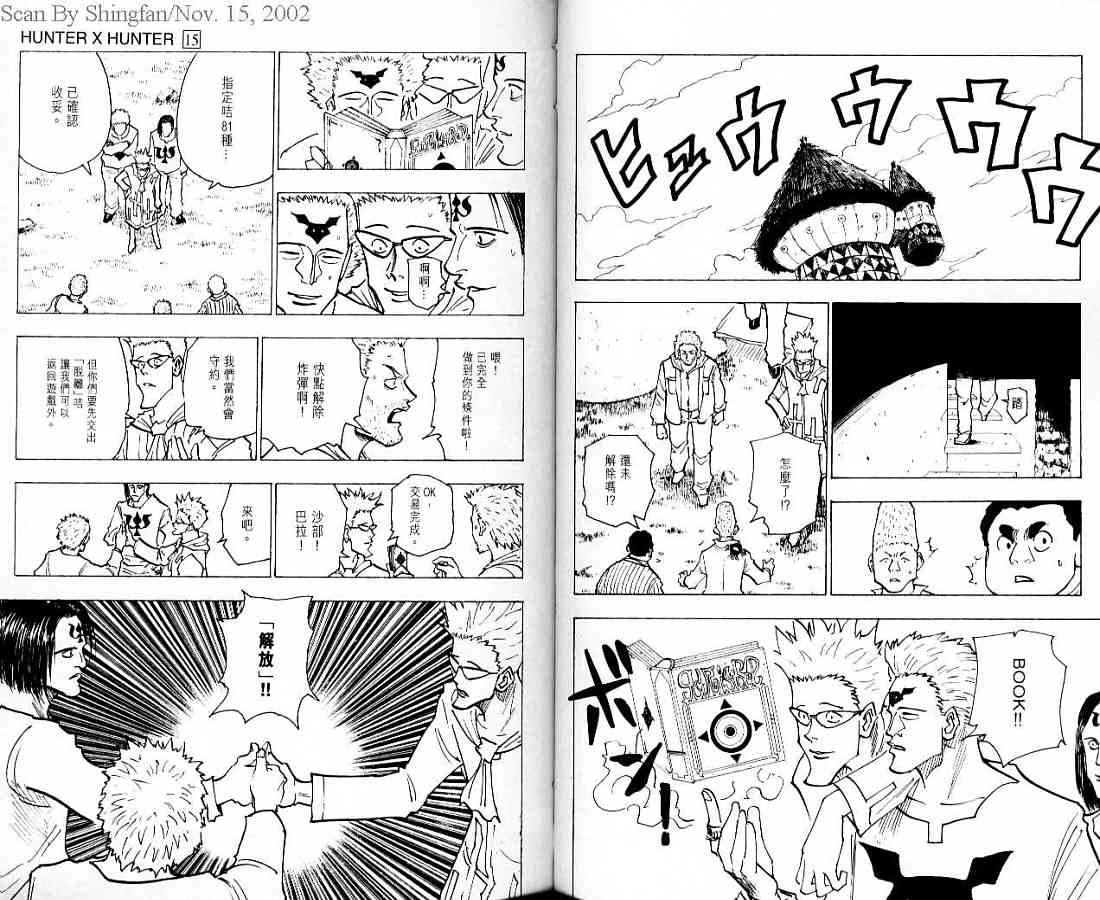 Scan By Shingfan/Nov. 15, 2002
HUNTER X HUNTER 15
ヒュウウウウ
踏
怎麼了!?
還未
解除嗎!?
BOOK!!
ボン!
指定咭81種…
已確認
收妥。
啊啊…
喂!
已完全
做到你的條件啦!
快點解除
炸彈啊!
我們當然會
守約。
但你們要先交出
「脫離」咭
讓我們可以
返回遊戲外。
OK,
交易完成。
沙部!
巴拉!
來吧。
「解放」!!